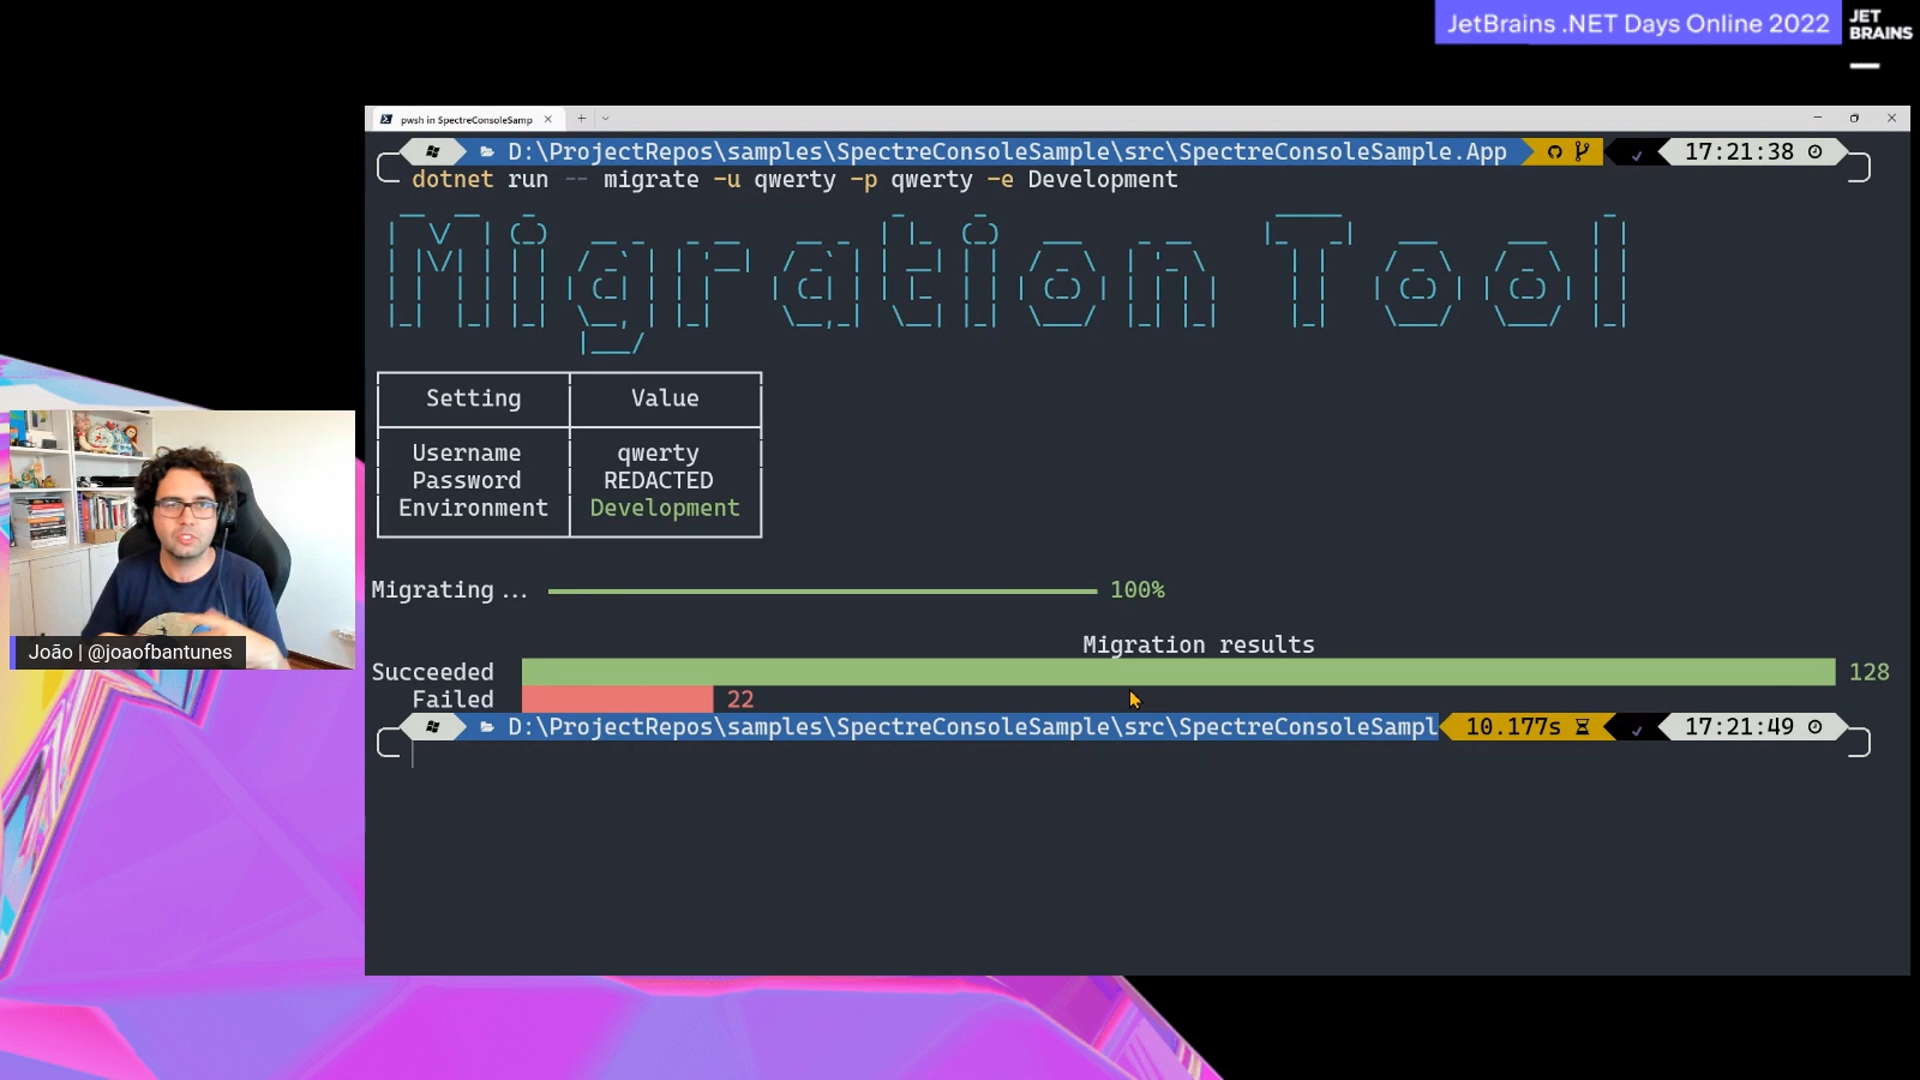 JetBrains .NET Days Online 2022
JET
BRAINS
pwsh in SpectreConsoleSamp
D:\ProjectRepos\samples\SpectreConsoleSample\src\SpectreConsoleSample.App 17:21:38
dotnet run -- migrate -u qwerty -p qwerty -e Development
Migration Tool
Setting Value
Username qwerty
Password REDACTED
Environment Development
Migrating ... 100%
Migration results
Succeeded 128
Failed 22
D:\ProjectRepos\samples\SpectreConsoleSample\src\SpectreConsoleSampl 10.177s 17:21:49
João | @joaofbantunes